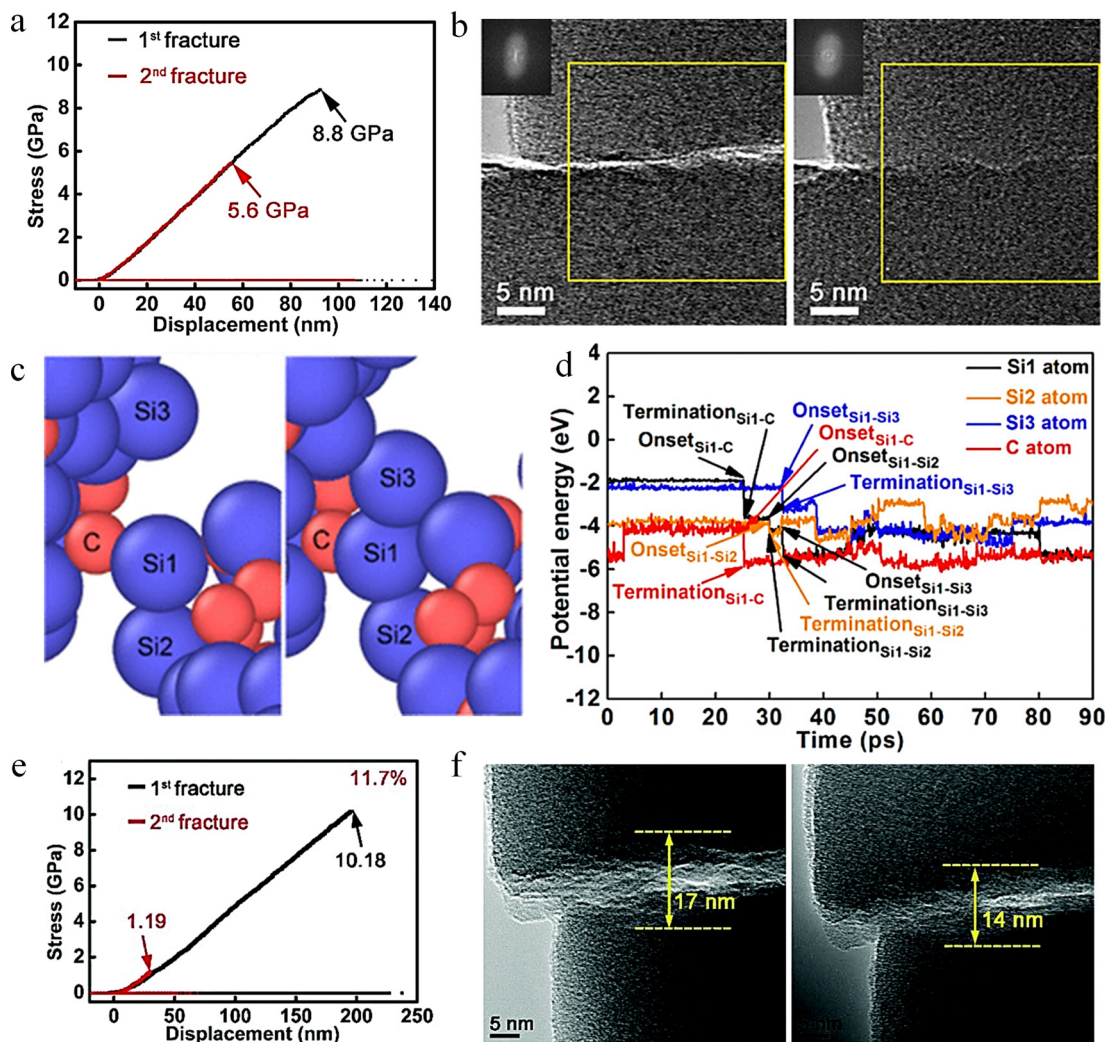 a
12
10
8
6
4
2
0
Stress (GPa)
1st fracture
2nd fracture
8.8 GPa
5.6 GPa
0 20 40 60 80 100 120 140
Displacement (nm)
b
5 nm
5 nm
c
Si3
C
Si1
Si2
Si3
C
Si1
Si2
d
4
2
0
-2
-4
-6
-8
-10
-12
Potential energy (eV)
Si1 atom
Si2 atom
Si3 atom
C atom
TerminationSi1-C
OnsetSi1-C
OnsetSi1-Si3
OnsetSi1-C
OnsetSi1-Si2
TerminationSi1-Si3
OnsetSi1-Si2
TerminationSi1-C
OnsetSi1-Si3
TerminationSi1-Si3
TerminationSi1-Si2
TerminationSi1-Si2
0 10 20 30 40 50 60 70 80 90
Time (ps)
e
12
10
8
6
4
2
0
Stress (GPa)
1st fracture
2nd fracture
11.7%
10.18
1.19
0 50 100 150 200 250
Displacement (nm)
f
17 nm
5 nm
14 nm
5 nm